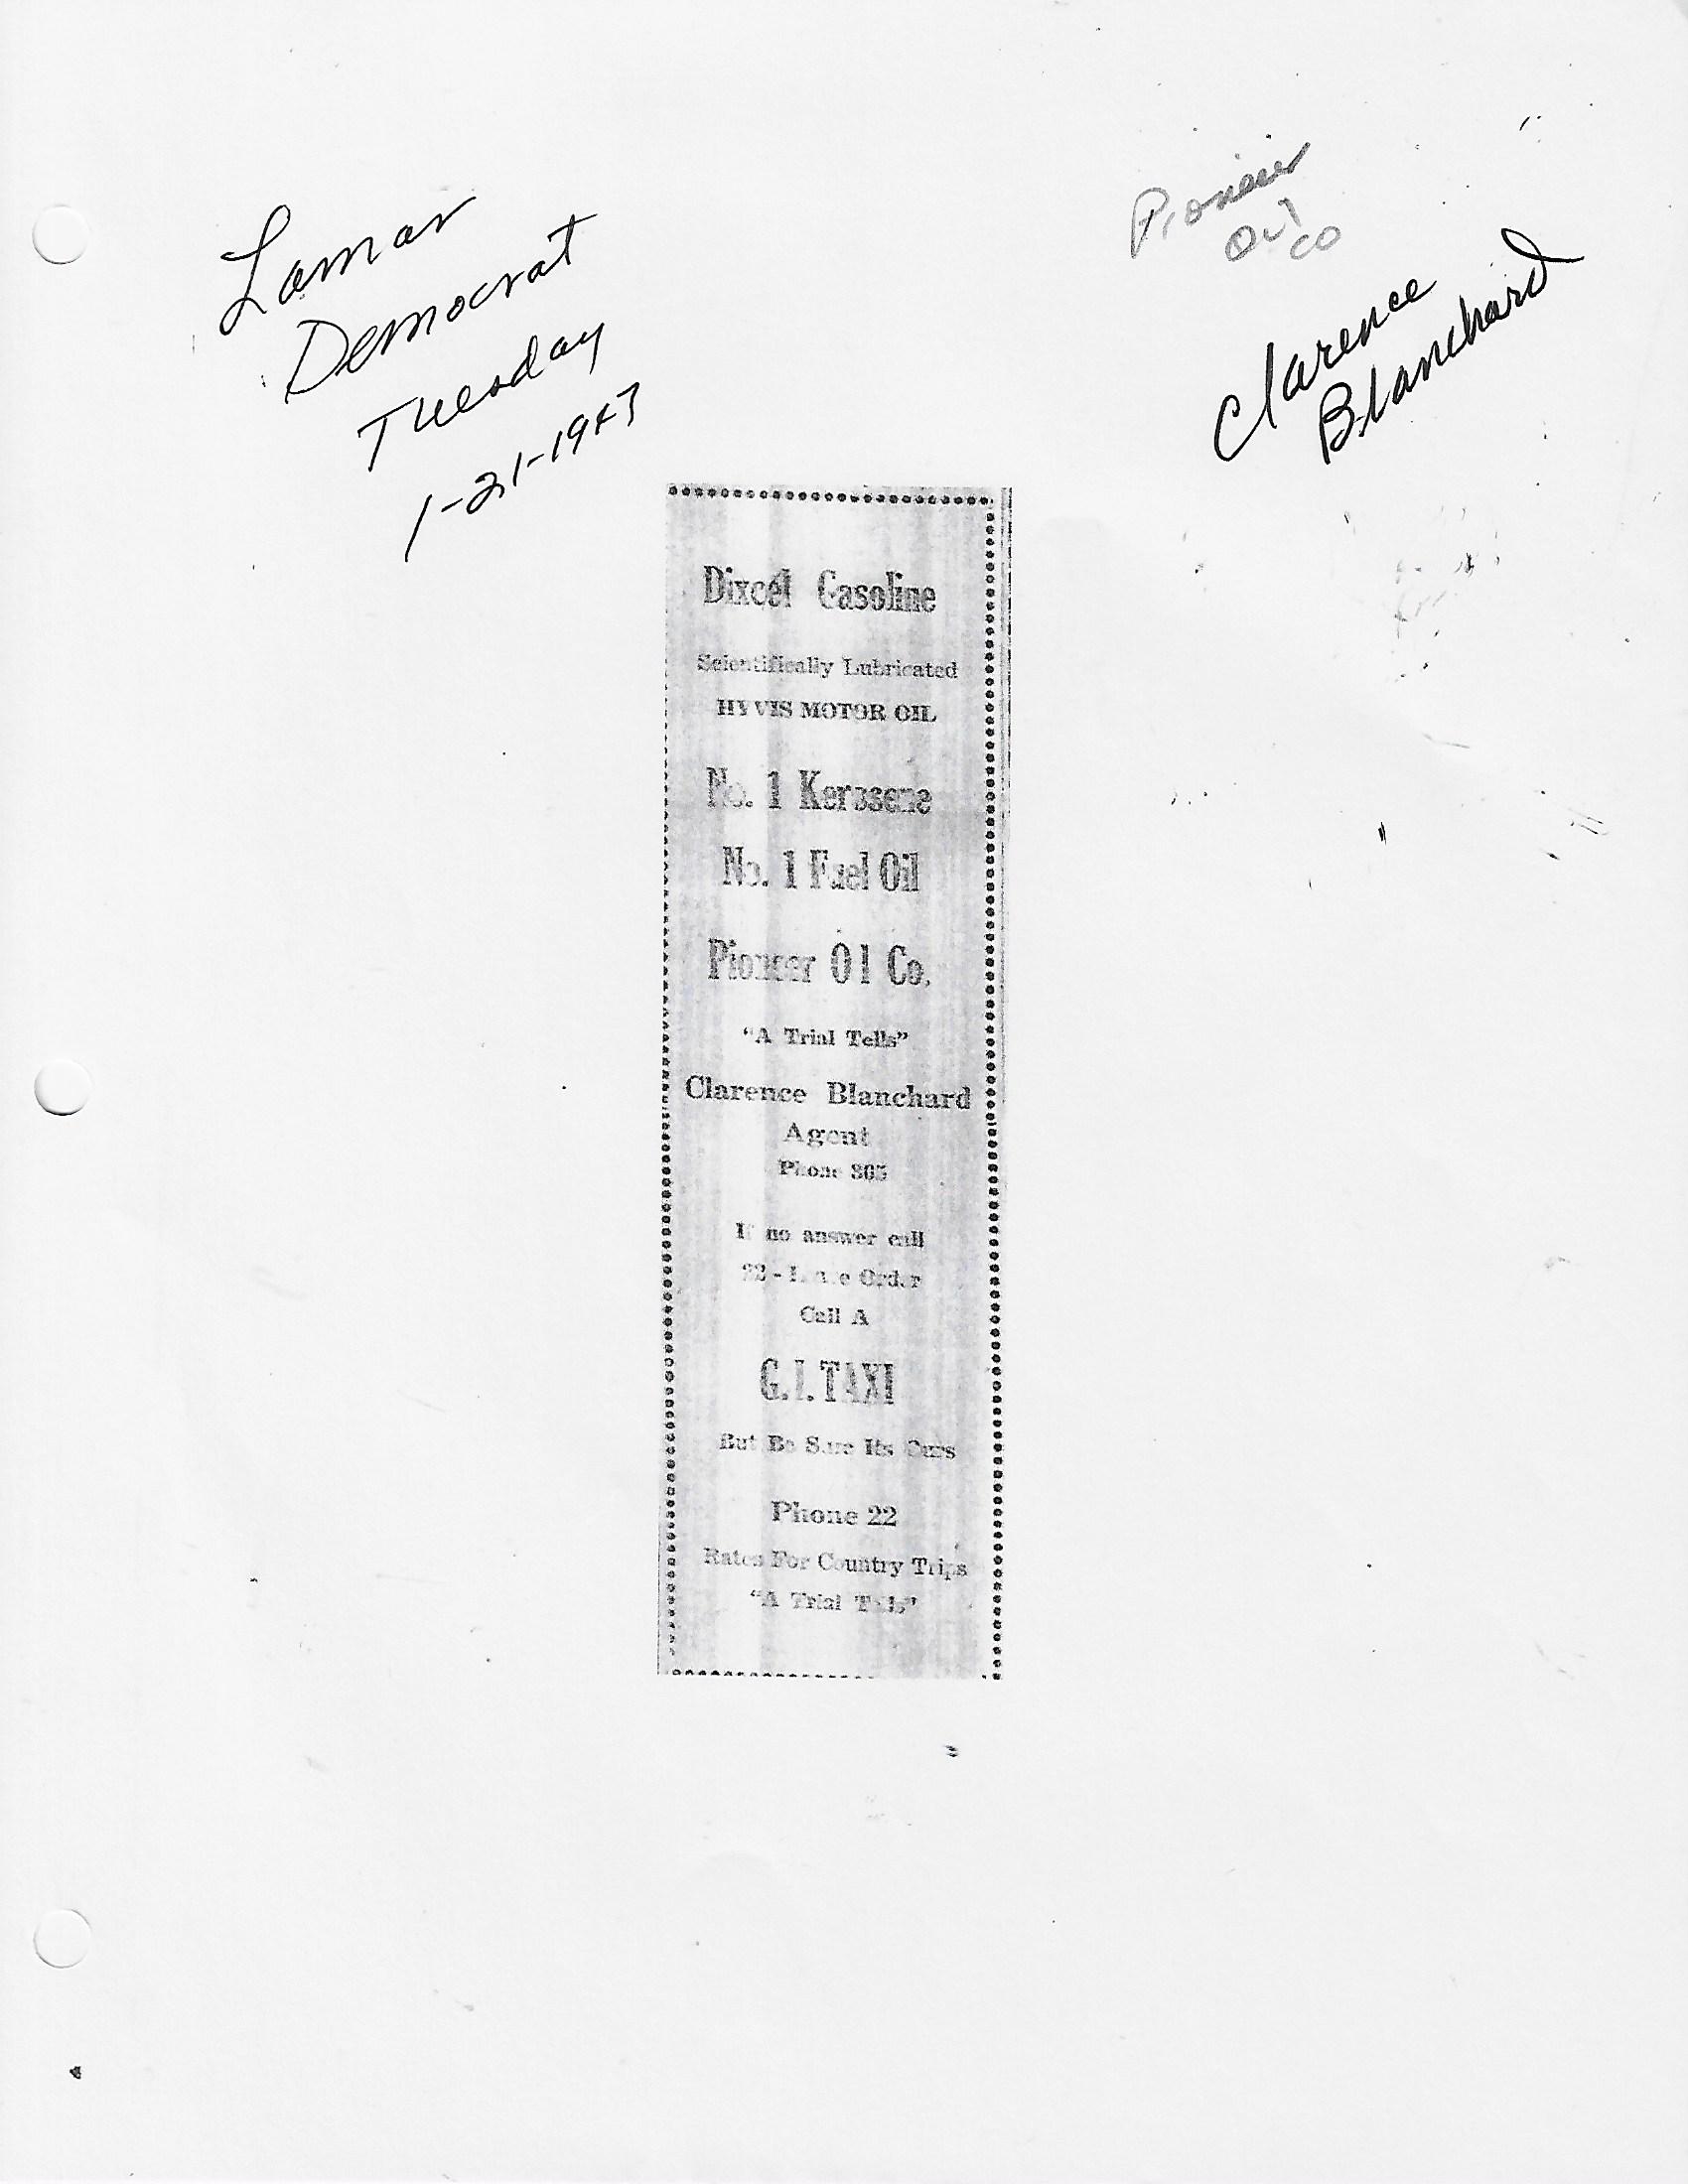 Lamar
Democrat
Tuesday
1-21-1947
Pioneer
Oil co
Clarence
Blanchard
Dixcel Gasoline
Scientifically Lubricated
HYVIS MOTOR OIL
No. 1 Kerosene
No. 1 Fuel Oil
Pioneer Oil Co.
"A Trial Tells"
Clarence Blanchard
Agent
Phone 365
If no answer call
22 - Leave Order
Call A
G.I. TAXI
But Be Sure Its Ours
Phone 22
Rates For Country Trips
"A Trial Tells"